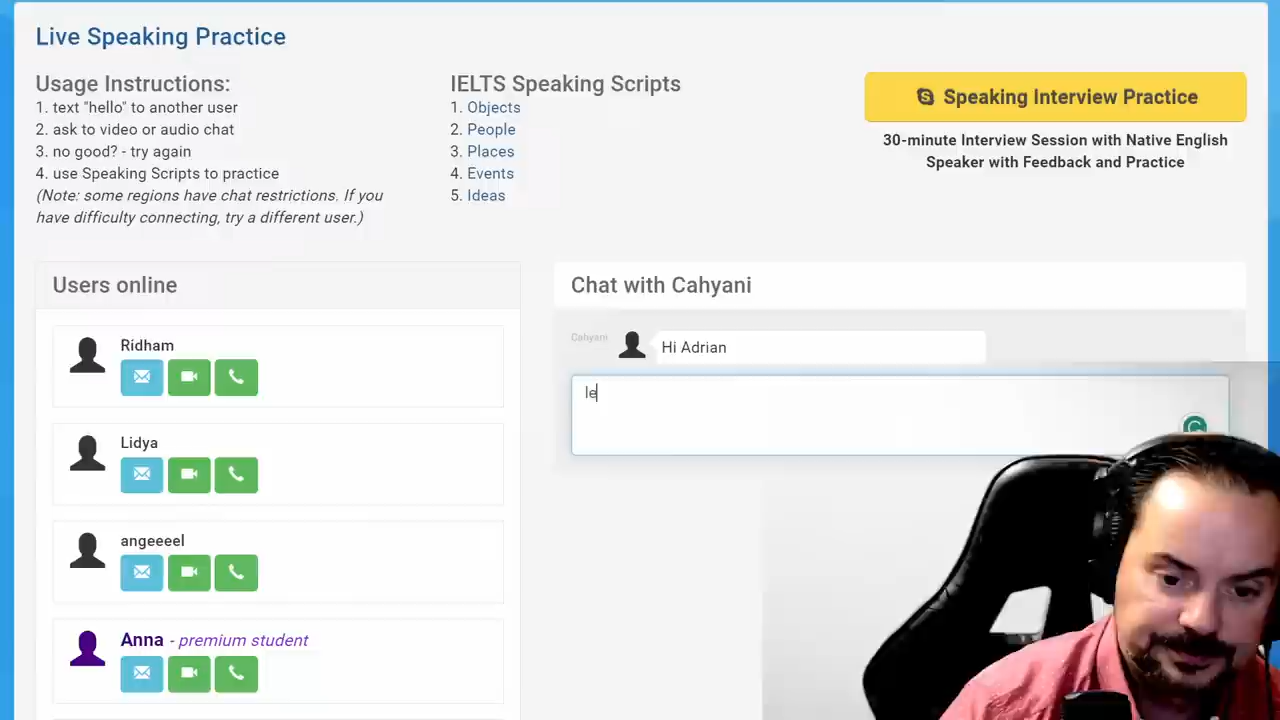 Live Speaking Practice
Usage Instructions:
1. text "hello" to another user
2. ask to video or audio chat
3. no good? - try again
4. use Speaking Scripts to practice
(Note: some regions have chat restrictions. If you
have difficulty connecting, try a different user.)
IELTS Speaking Scripts
1. Objects
2. People
3. Places
4. Events
5. Ideas
Speaking Interview Practice
30-minute Interview Session with Native English
Speaker with Feedback and Practice
Users online
Ridham
Lidya
angeeeel
Anna - premium student
Chat with Cahyani
Cahyani
Hi Adrian
le